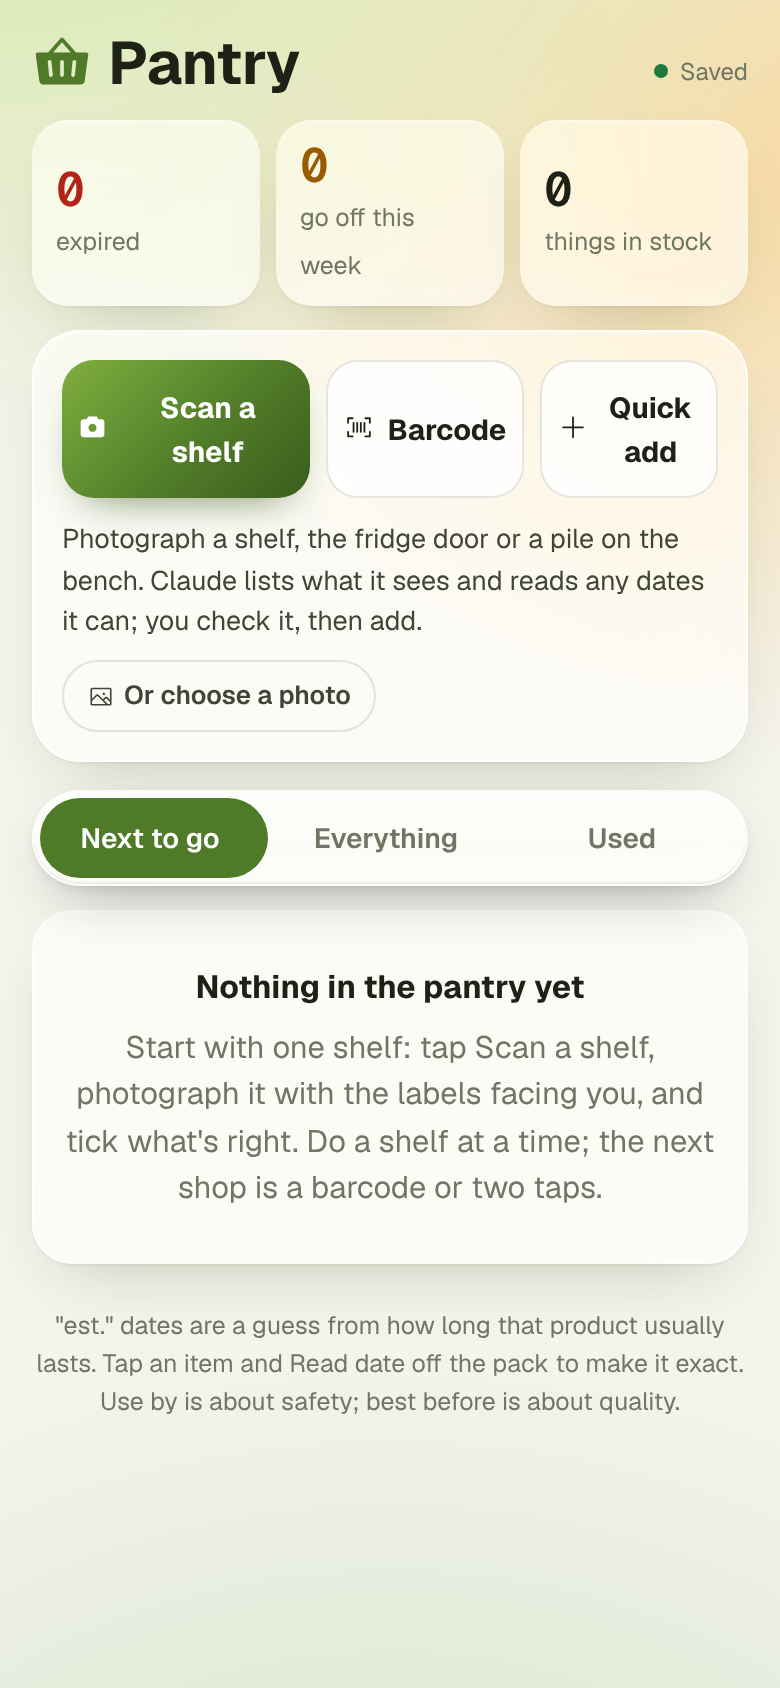 Pantry
Saved
0
expired
0
go off this
week
0
things in stock
Scan a
shelf
Barcode
Quick
add
Photograph a shelf, the fridge door or a pile on the
bench. Claude lists what it sees and reads any dates
it can; you check it, then add.
Or choose a photo
Next to go
Everything
Used
Nothing in the pantry yet
Start with one shelf: tap Scan a shelf,
photograph it with the labels facing you, and
tick what's right. Do a shelf at a time; the next
shop is a barcode or two taps.
"est." dates are a guess from how long that product usually
lasts. Tap an item and Read date off the pack to make it exact.
Use by is about safety; best before is about quality.